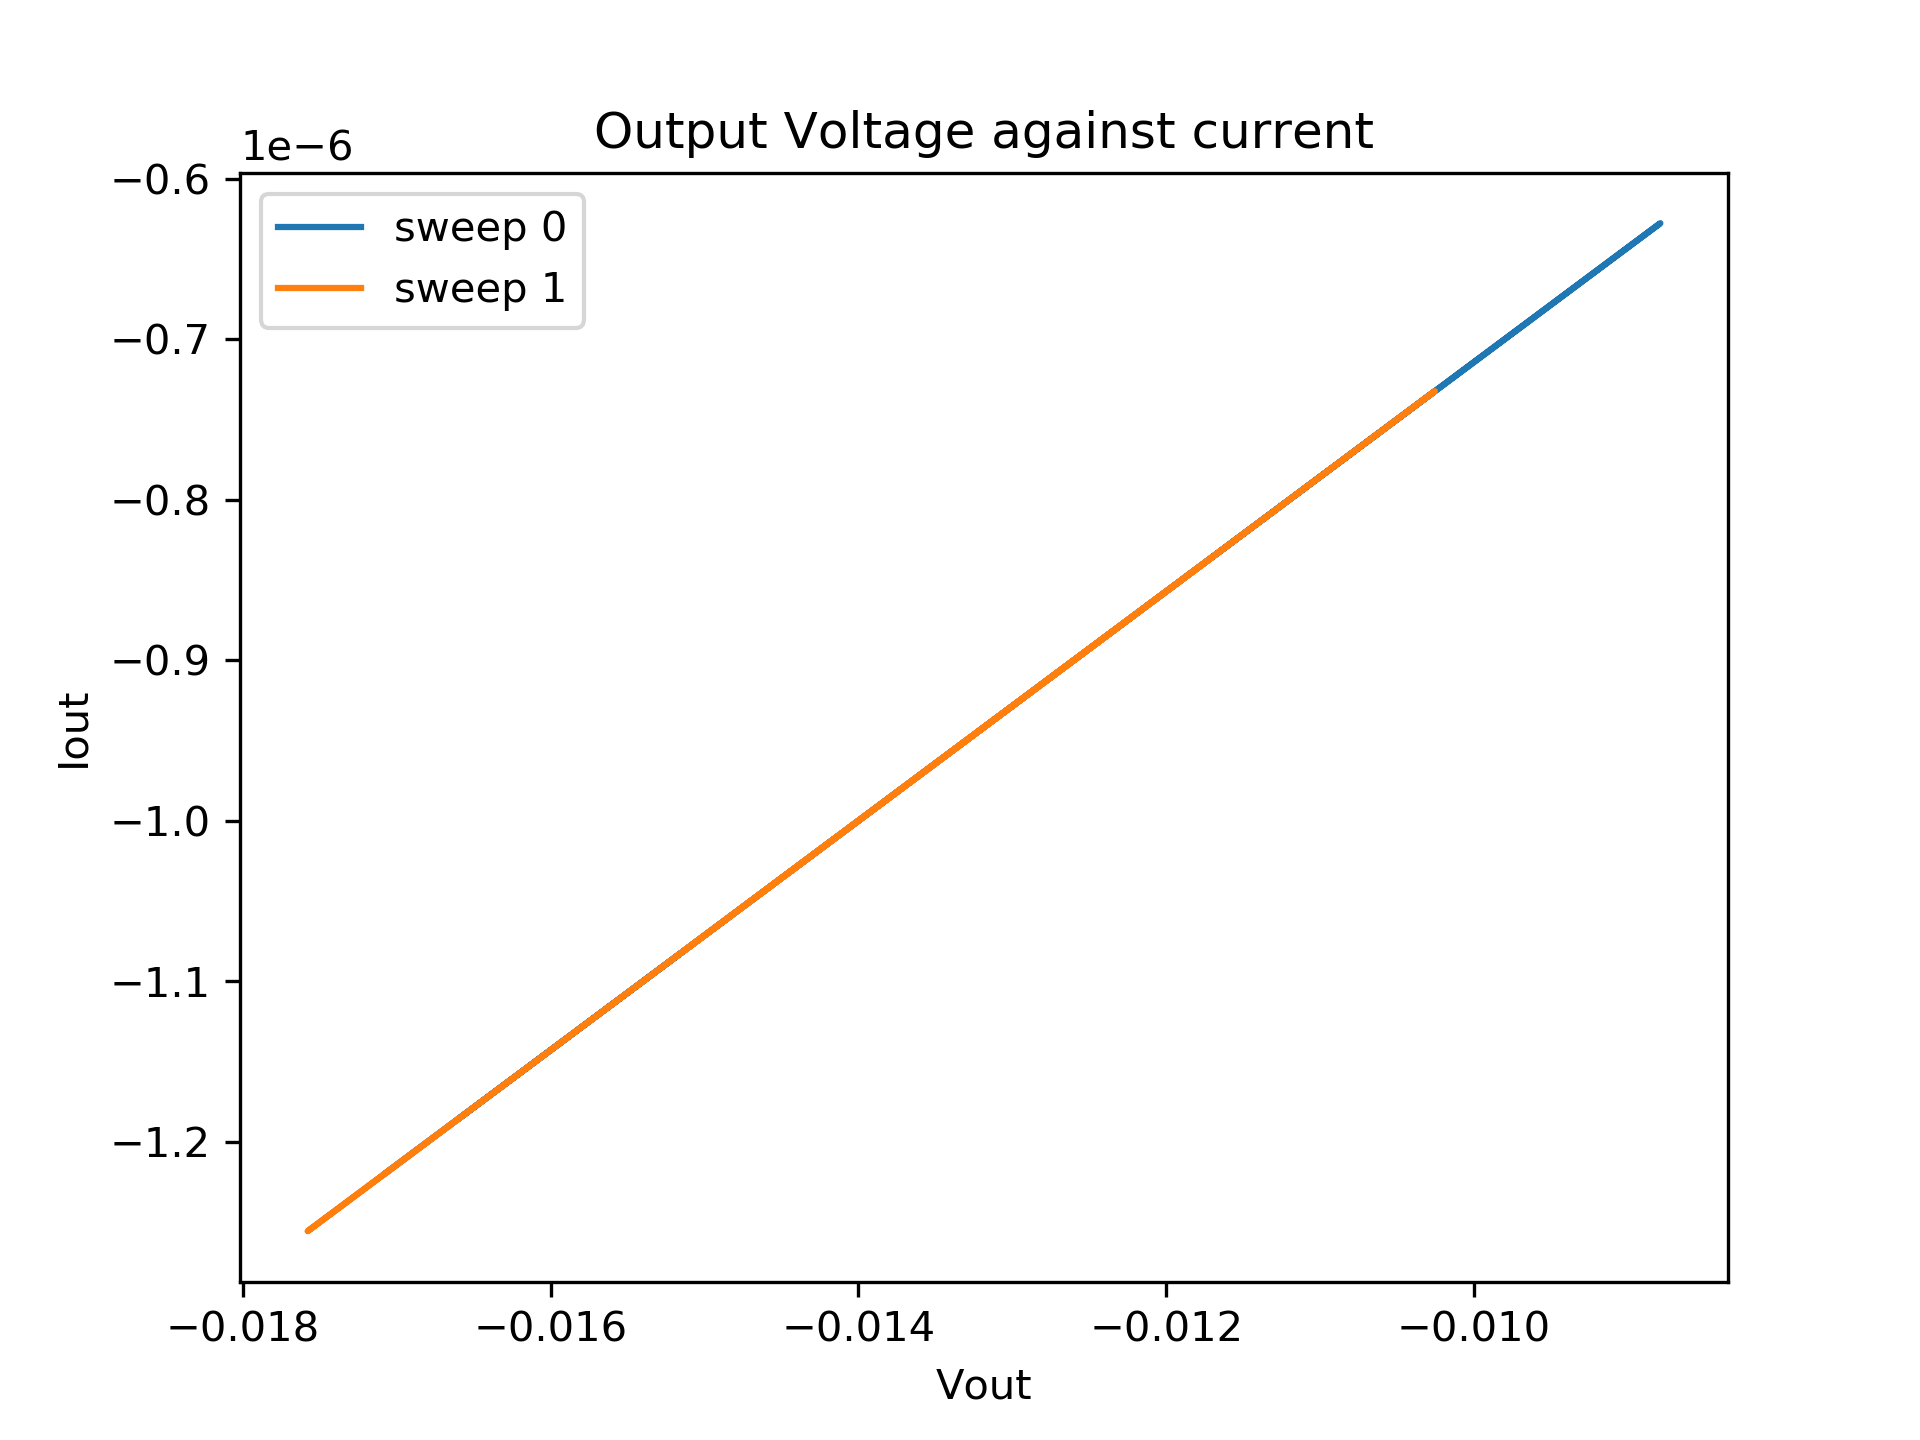 Output Voltage against current
1e−6
−0.6
−0.7
−0.8
−0.9
−1.0
−1.1
−1.2
Iout
sweep 0
sweep 1
−0.018 −0.016 −0.014 −0.012 −0.010
Vout